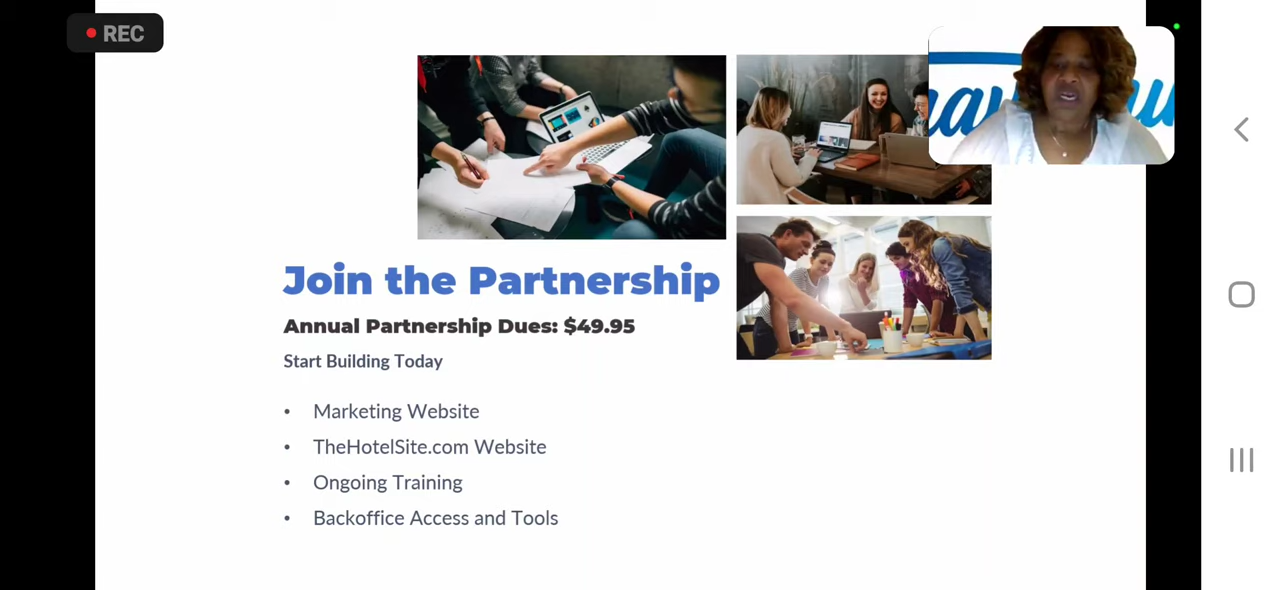 REC
Join the Partnership
Annual Partnership Dues: $49.95
Start Building Today
• Marketing Website
• TheHotelSite.com Website
• Ongoing Training
• Backoffice Access and Tools